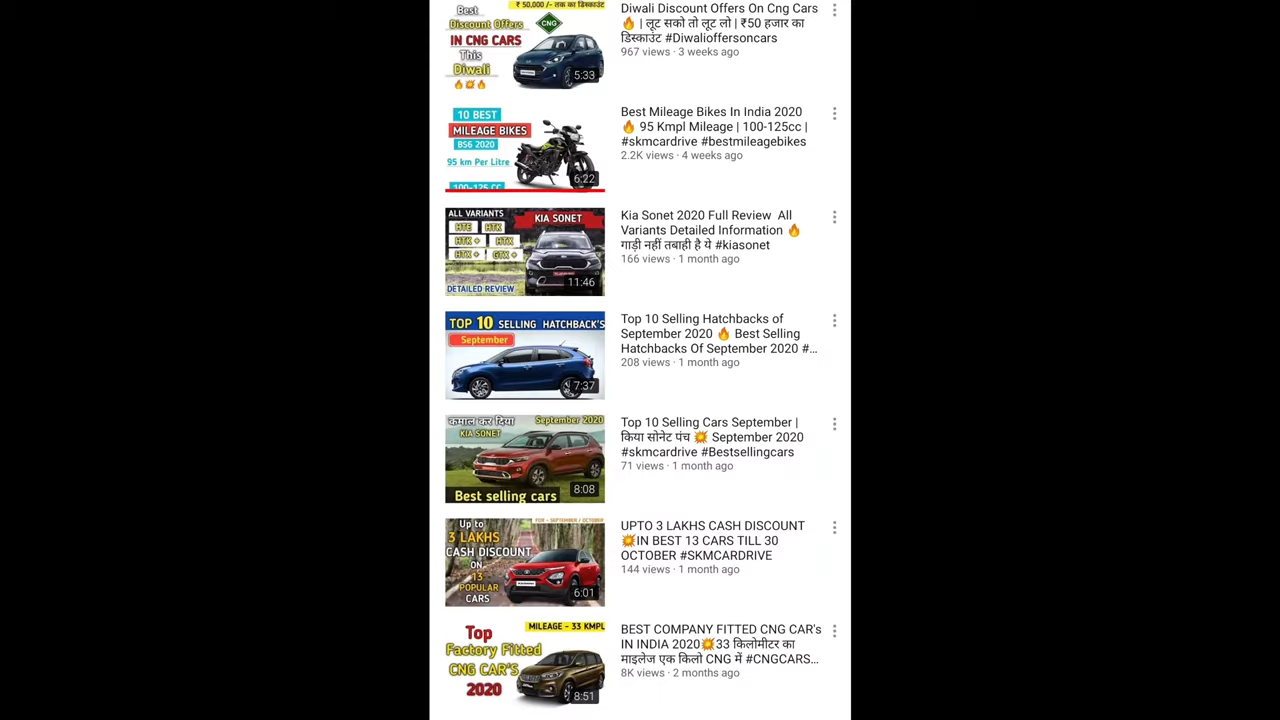 ₹ 50,000 /- तक का डिस्काउंट
Best
Discount Offers
IN CNG CARS
This
Diwali
CNG
5:33
Diwali Discount Offers On Cng Cars
🔥 | लूट सको तो लूट लो | ₹50 हजार का
डिस्काउंट #Diwalioffersoncars
967 views · 3 weeks ago
10 BEST
MILEAGE BIKES
BS6 2020
95 km Per Litre
100-125 CC
6:22
Best Mileage Bikes In India 2020
🔥 95 Kmpl Mileage | 100-125cc |
#skmcardrive #bestmileagebikes
2.2K views · 4 weeks ago
ALL VARIANTS
KIA SONET
HTE HTK
HTK + HTX
HTX + GTX +
DETAILED REVIEW
11:46
Kia Sonet 2020 Full Review All
Variants Detailed Information 🔥
गाड़ी नहीं तबाही है ये #kiasonet
166 views · 1 month ago
TOP 10 SELLING HATCHBACK'S
September
7:37
Top 10 Selling Hatchbacks of
September 2020 🔥 Best Selling
Hatchbacks Of September 2020 #...
208 views · 1 month ago
कमाल कर दिया
September 2020
KIA SONET
Best selling cars
8:08
Top 10 Selling Cars September |
किया सोनेट पंच 💥 September 2020
#skmcardrive #Bestsellingcars
71 views · 1 month ago
FOR - SEPTEMBER / OCTOBER
Up to
3 LAKHS
CASH DISCOUNT
ON
13
POPULAR
CARS
6:01
UPTO 3 LAKHS CASH DISCOUNT
💥IN BEST 13 CARS TILL 30
OCTOBER #SKMCARDRIVE
144 views · 1 month ago
MILEAGE - 33 KMPL
Top
Factory Fitted
CNG CAR'S
2020
8:51
BEST COMPANY FITTED CNG CAR's
IN INDIA 2020💥33 किलोमीटर का
माइलेज एक किलो CNG में #CNGCARS...
8K views · 2 months ago